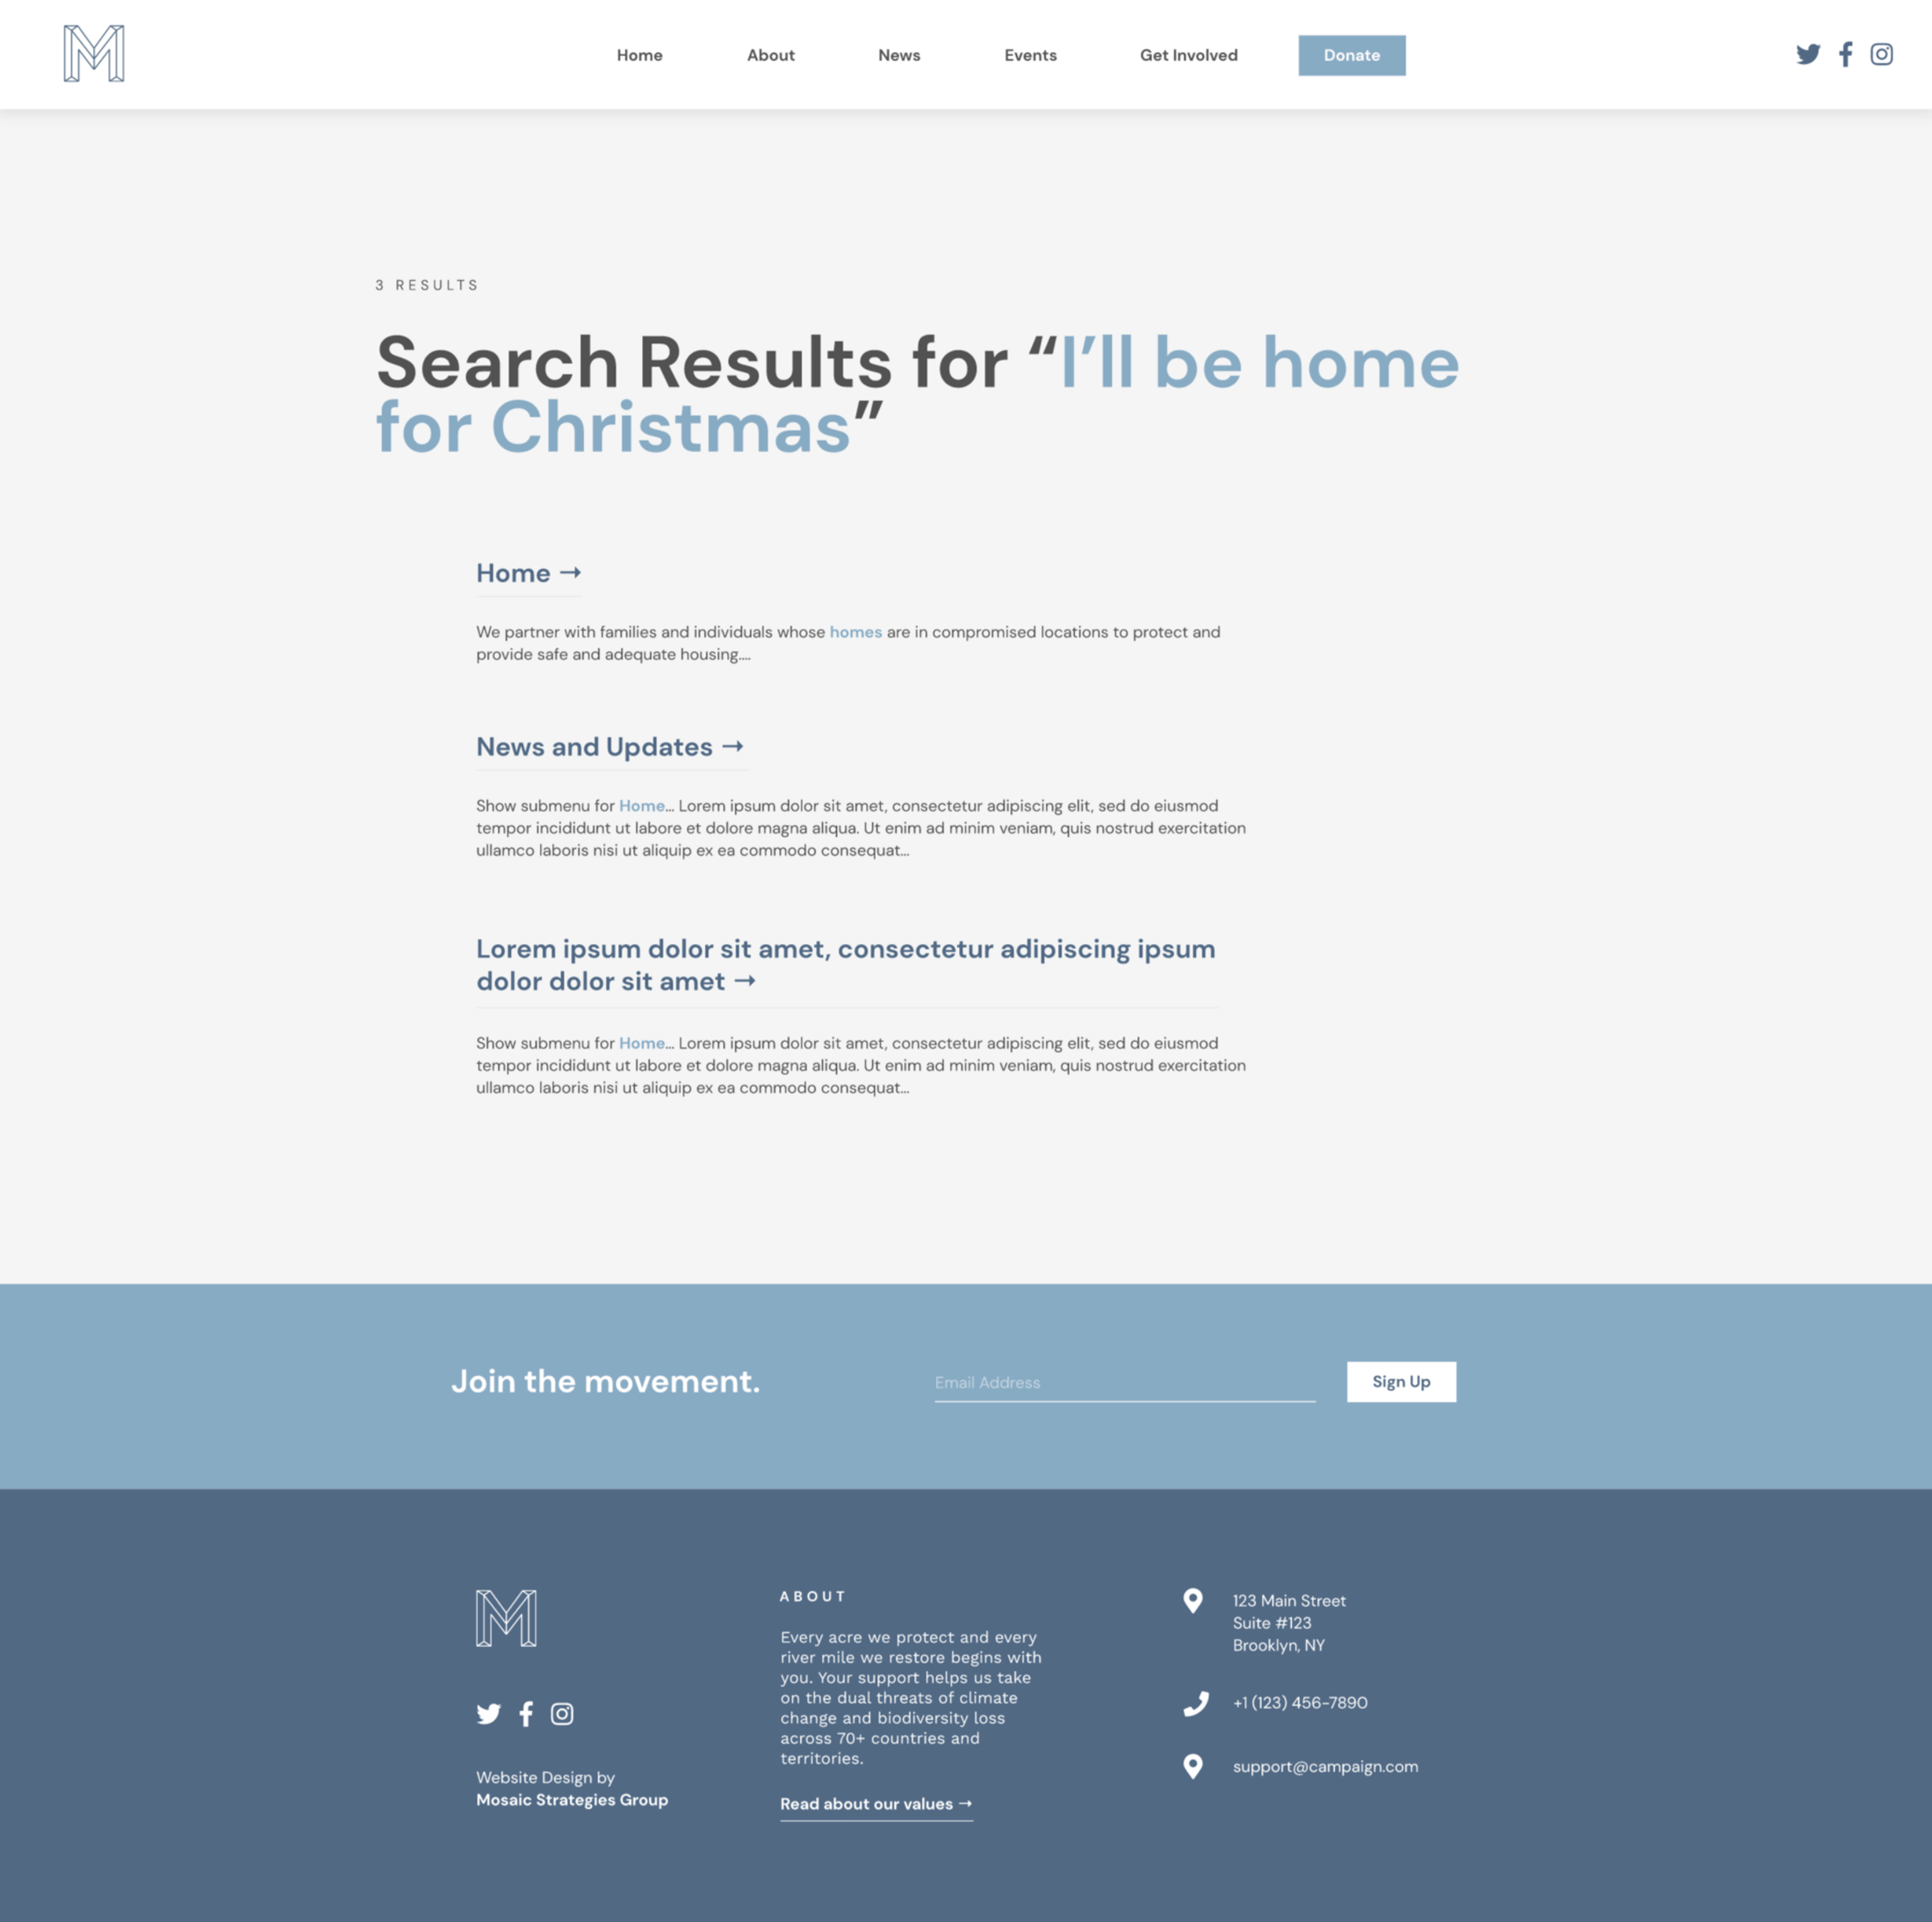 M
Home About News Events Get Involved Donate
3 RESULTS
Search Results for “I’ll be home
for Christmas”
Home →
We partner with families and individuals whose homes are in compromised locations to protect and
provide safe and adequate housing....
News and Updates →
Show submenu for Home... Lorem ipsum dolor sit amet, consectetur adipiscing elit, sed do eiusmod
tempor incididunt ut labore et dolore magna aliqua. Ut enim ad minim veniam, quis nostrud exercitation
ullamco laboris nisi ut aliquip ex ea commodo consequat...
Lorem ipsum dolor sit amet, consectetur adipiscing ipsum
dolor dolor sit amet →
Show submenu for Home... Lorem ipsum dolor sit amet, consectetur adipiscing elit, sed do eiusmod
tempor incididunt ut labore et dolore magna aliqua. Ut enim ad minim veniam, quis nostrud exercitation
ullamco laboris nisi ut aliquip ex ea commodo consequat...
Join the movement.
Email Address
Sign Up
M
Website Design by
Mosaic Strategies Group
ABOUT
Every acre we protect and every
river mile we restore begins with
you. Your support helps us take
on the dual threats of climate
change and biodiversity loss
across 70+ countries and
territories.
Read about our values →
123 Main Street
Suite #123
Brooklyn, NY
+1 (123) 456-7890
support@campaign.com